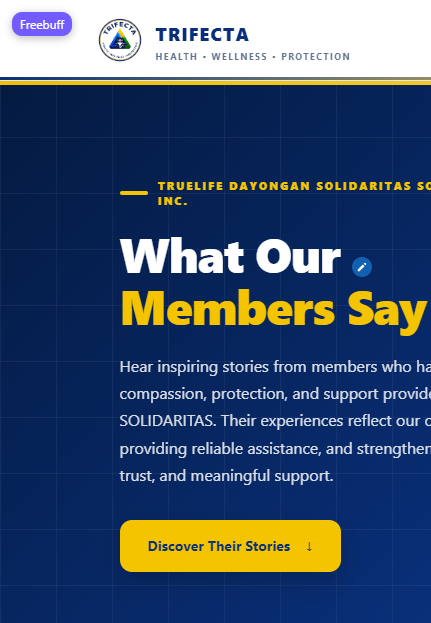 Freebuff
TRIFECTA
TRIFECTA
HEALTH • WELLNESS • PROTECTION
TRUELIFE DAYONGAN SOLIDARITAS SO
INC.
What Our
Members Say
Hear inspiring stories from members who ha
compassion, protection, and support provide
SOLIDARITAS. Their experiences reflect our c
providing reliable assistance, and strengthen
trust, and meaningful support.
Discover Their Stories ↓